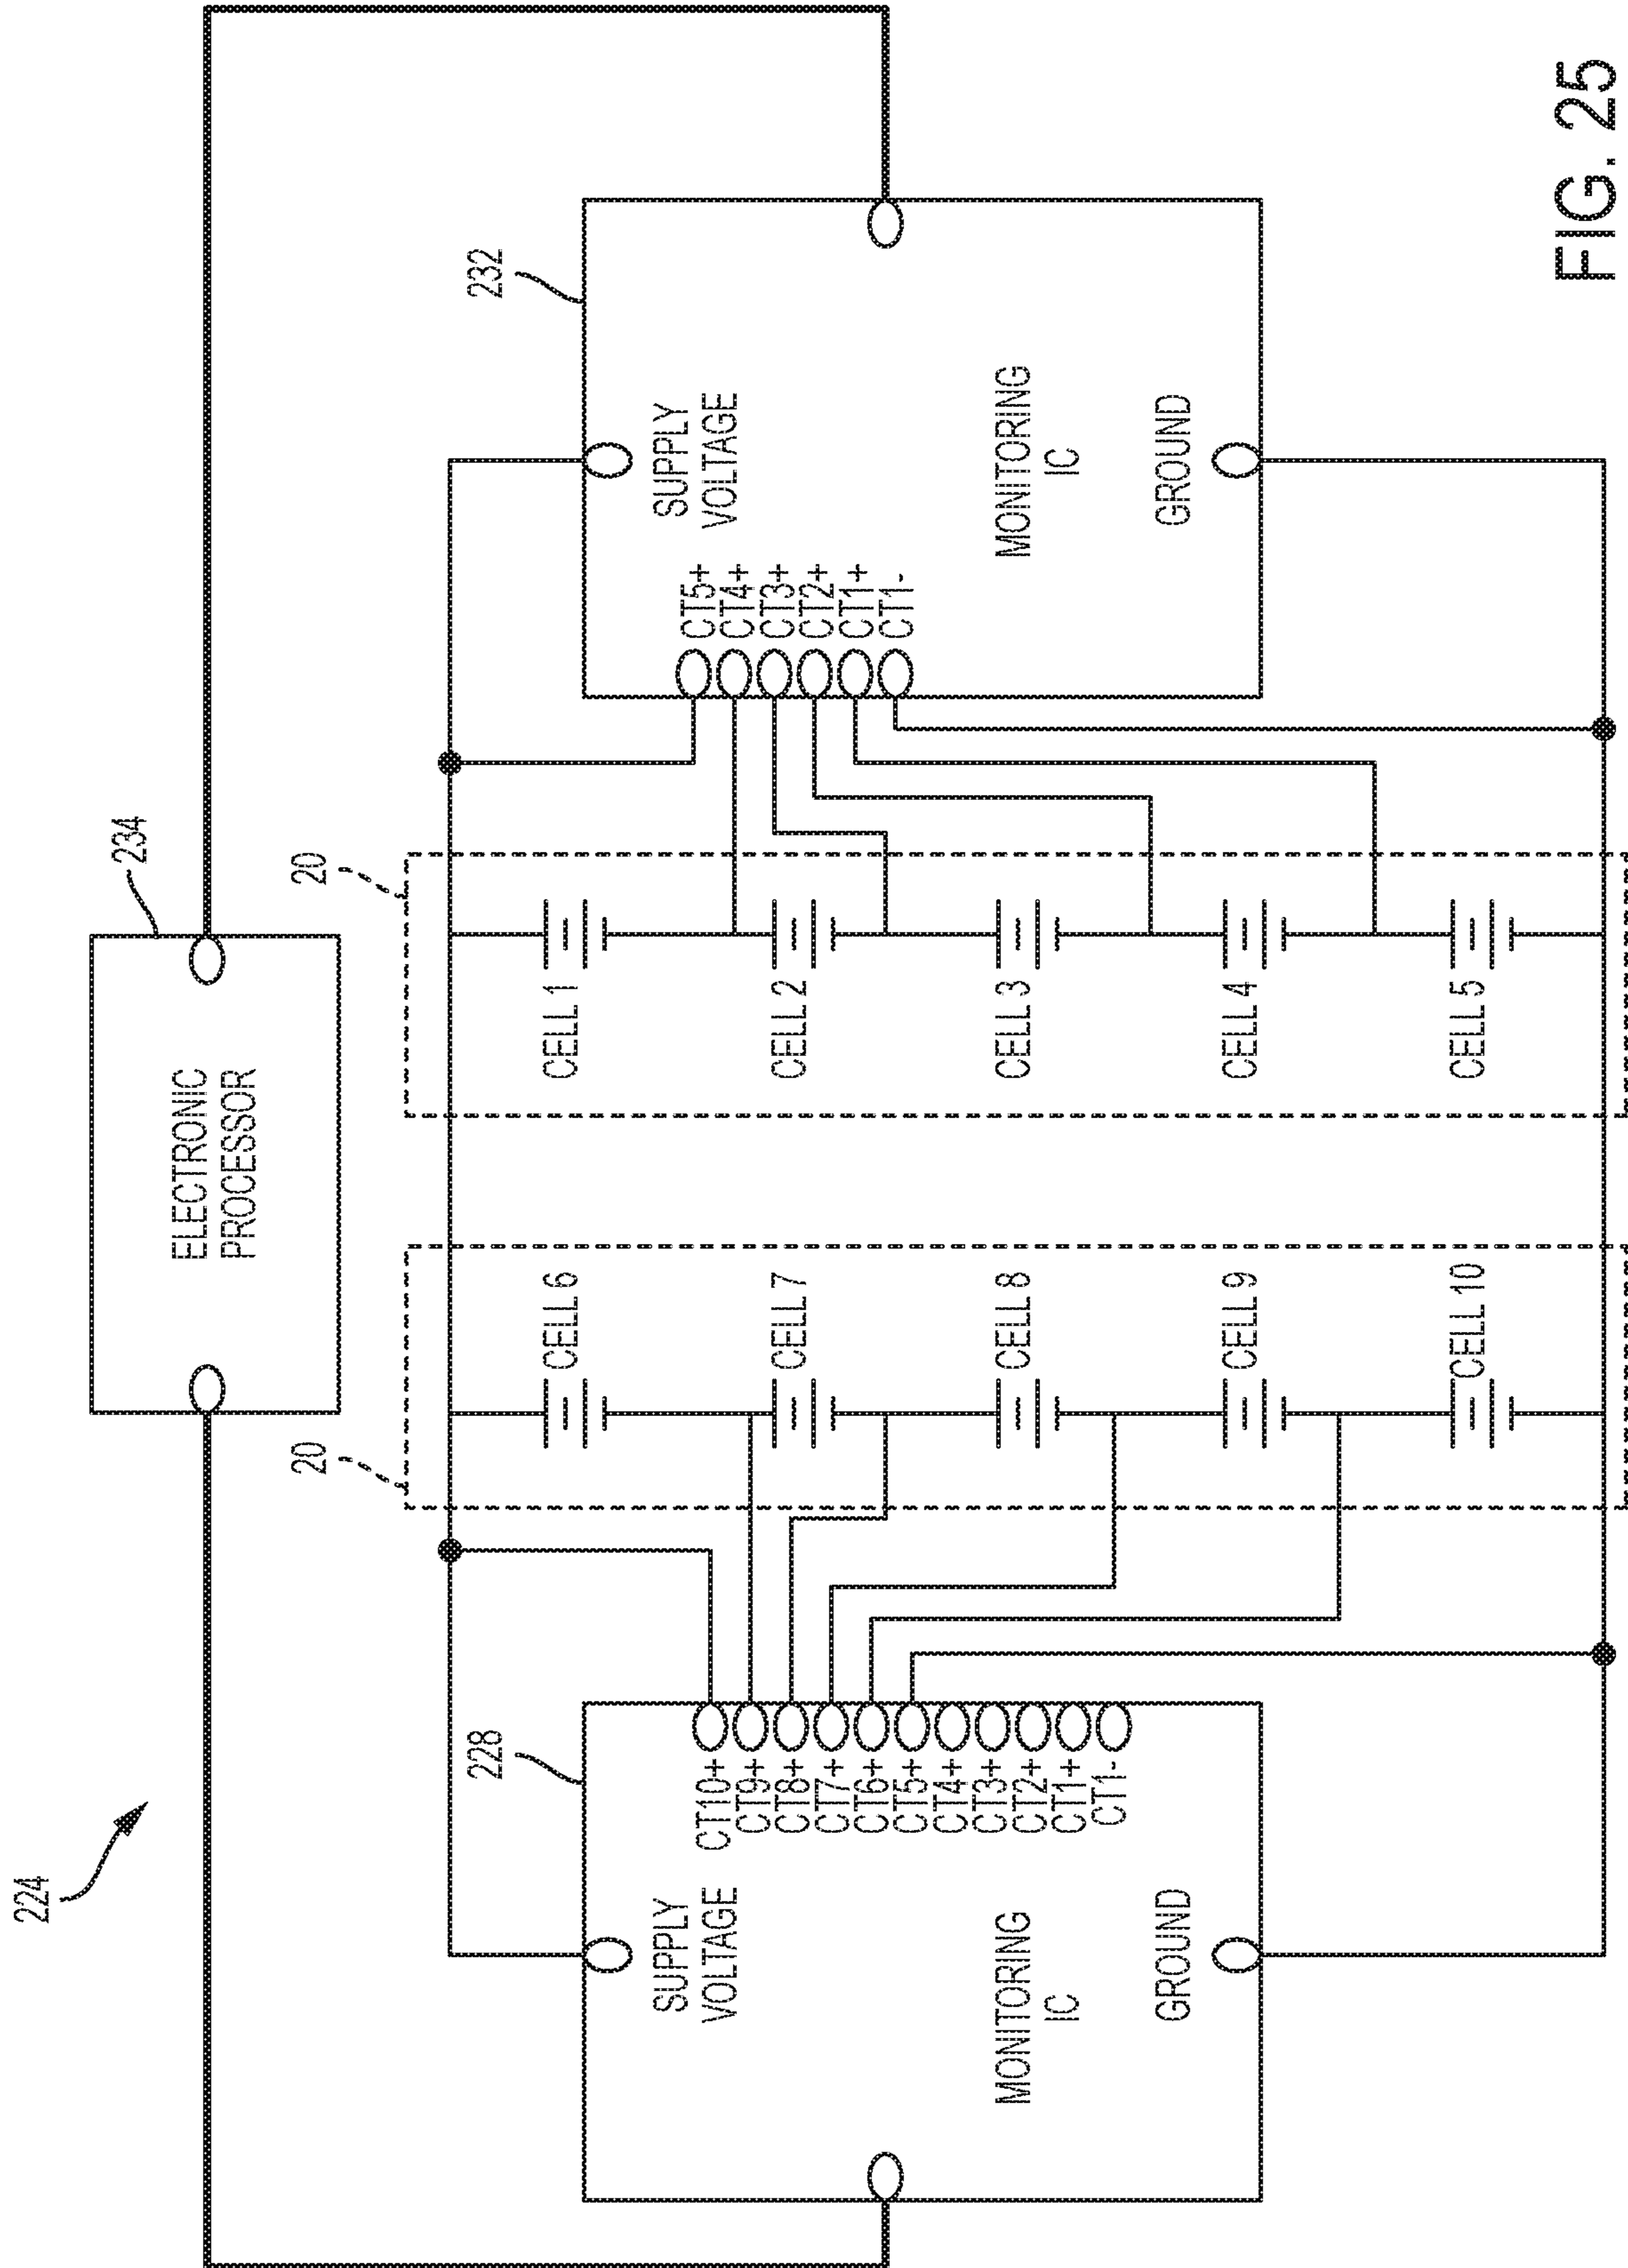 224
234
ELECTRONIC
PROCESSOR
20
20
228
232
SUPPLY
VOLTAGE
CT10+
CT9+
CT8+
CT7+
CT6+
CT5+
CT4+
CT3+
CT2+
CT1+
CT1-
MONITORING
IC
GROUND
CELL 6
CELL 7
CELL 8
CELL 9
CELL 10
CELL 1
CELL 2
CELL 3
CELL 4
CELL 5
CT5+
CT4+
CT3+
CT2+
CT1+
CT1-
SUPPLY
VOLTAGE
MONITORING
IC
GROUND
FIG. 25